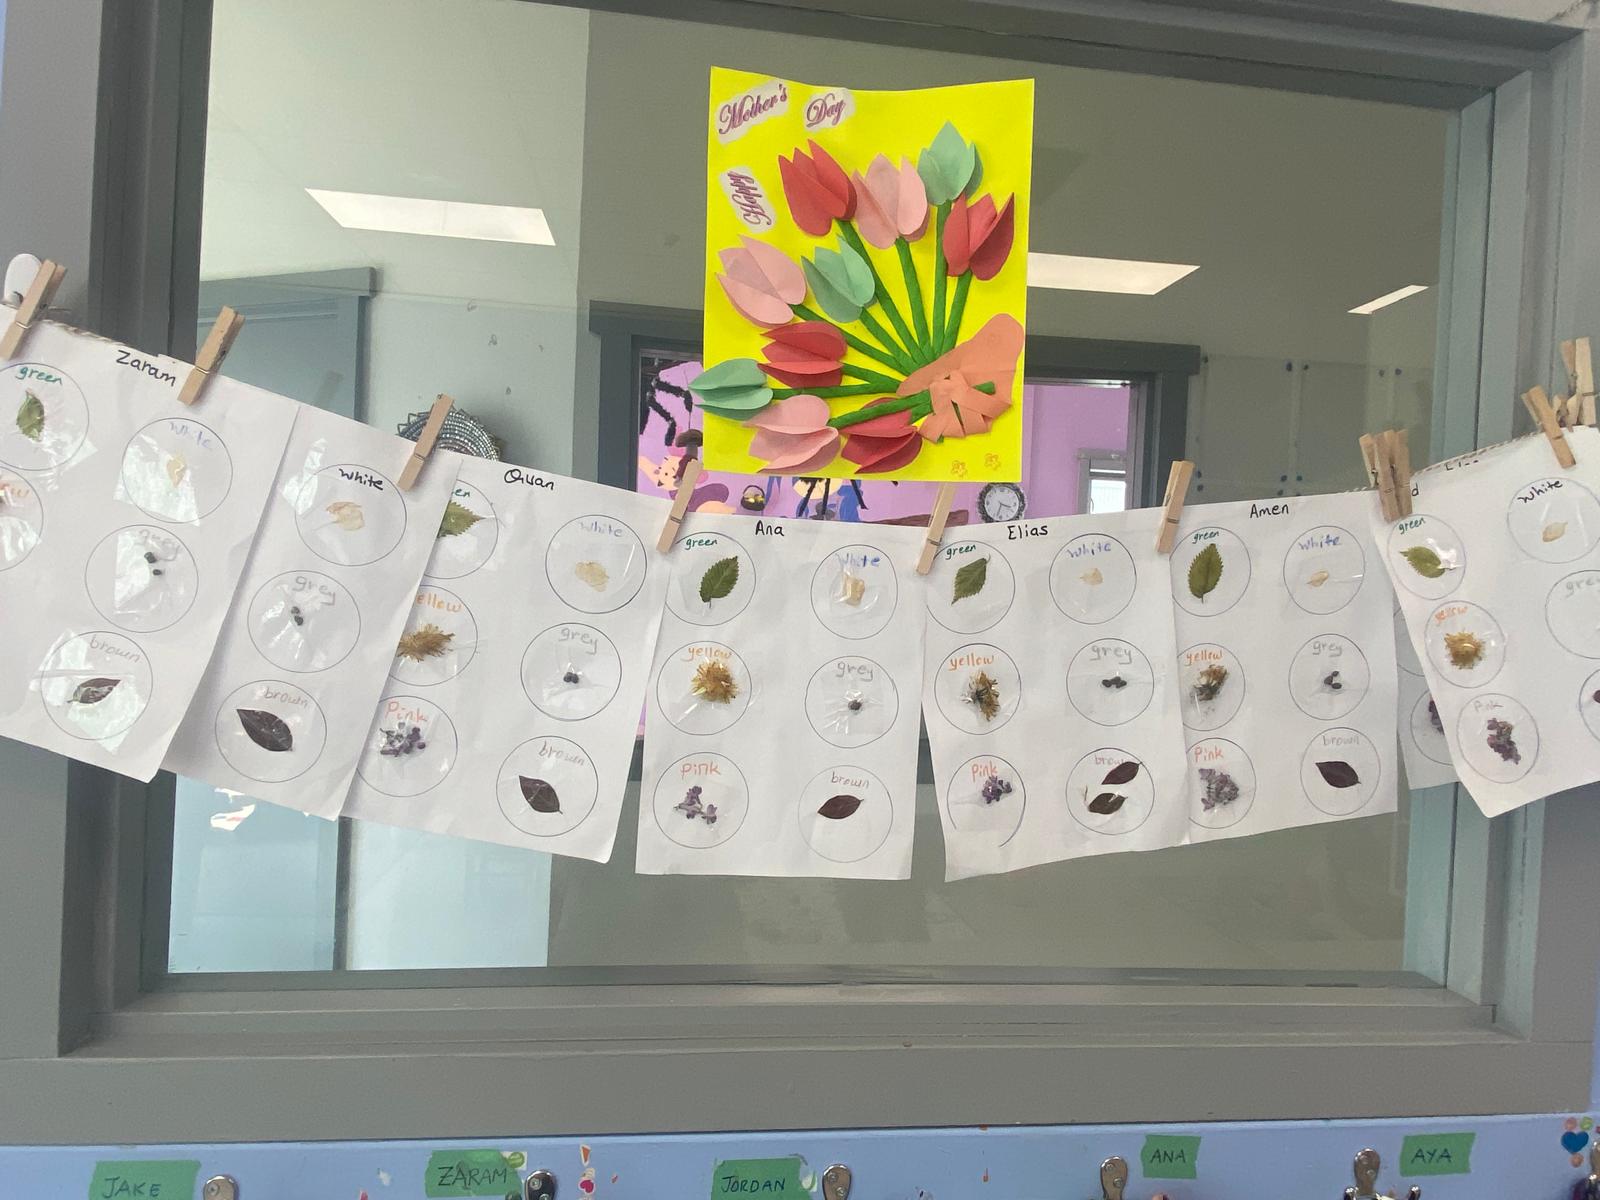 Mother's Day
Happy
Zaram
green
white
grey
brown
white
grey
brown
Quan
white
yellow
grey
Pink
brown
Ana
green
white
yellow
grey
pink
brown
Elias
green
white
yellow
grey
pink
brown
Amen
green
white
yellow
grey
Pink
brown
green
white
yellow
grey
Pink
JAKE
ZARAM
JORDAN
ANA
AYA